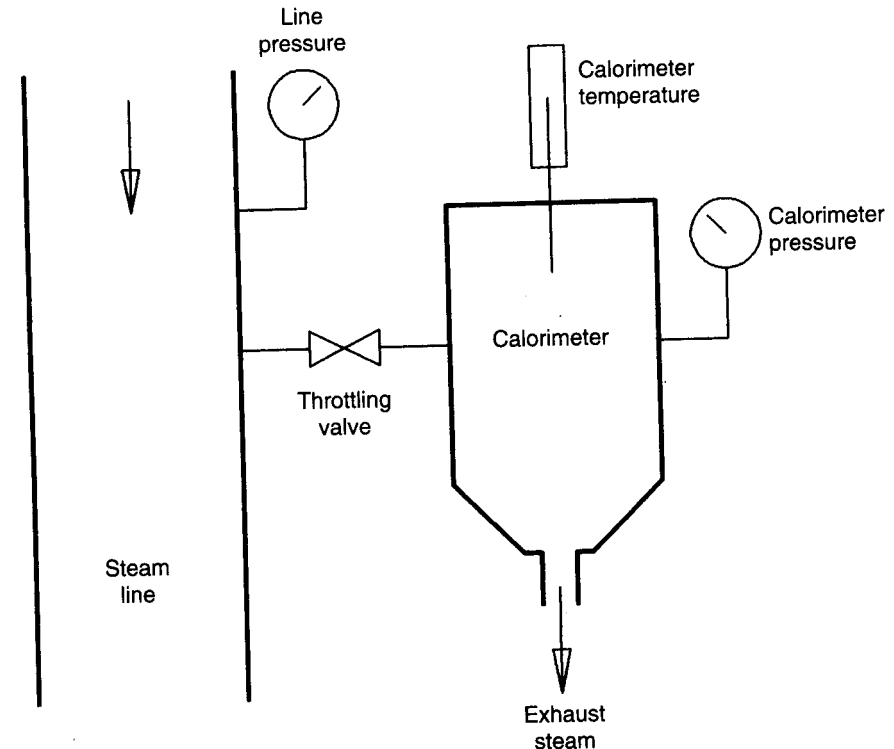 Line
pressure
Calorimeter
temperature
Calorimeter
pressure
Calorimeter
Throttling
valve
Steam
line
Exhaust
steam